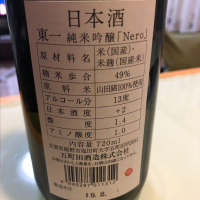 日本酒
東一 純米吟醸「Nero」
原材料名 米(国産)・
米麹(国産米)
精米歩合 49%
原料米 山田錦100%使用
アルコール分 13度
日本酒度 +2
酸度 1.4
アミノ酸度 1.0
内容量 720ml
五町田酒造株式会社
19.2.